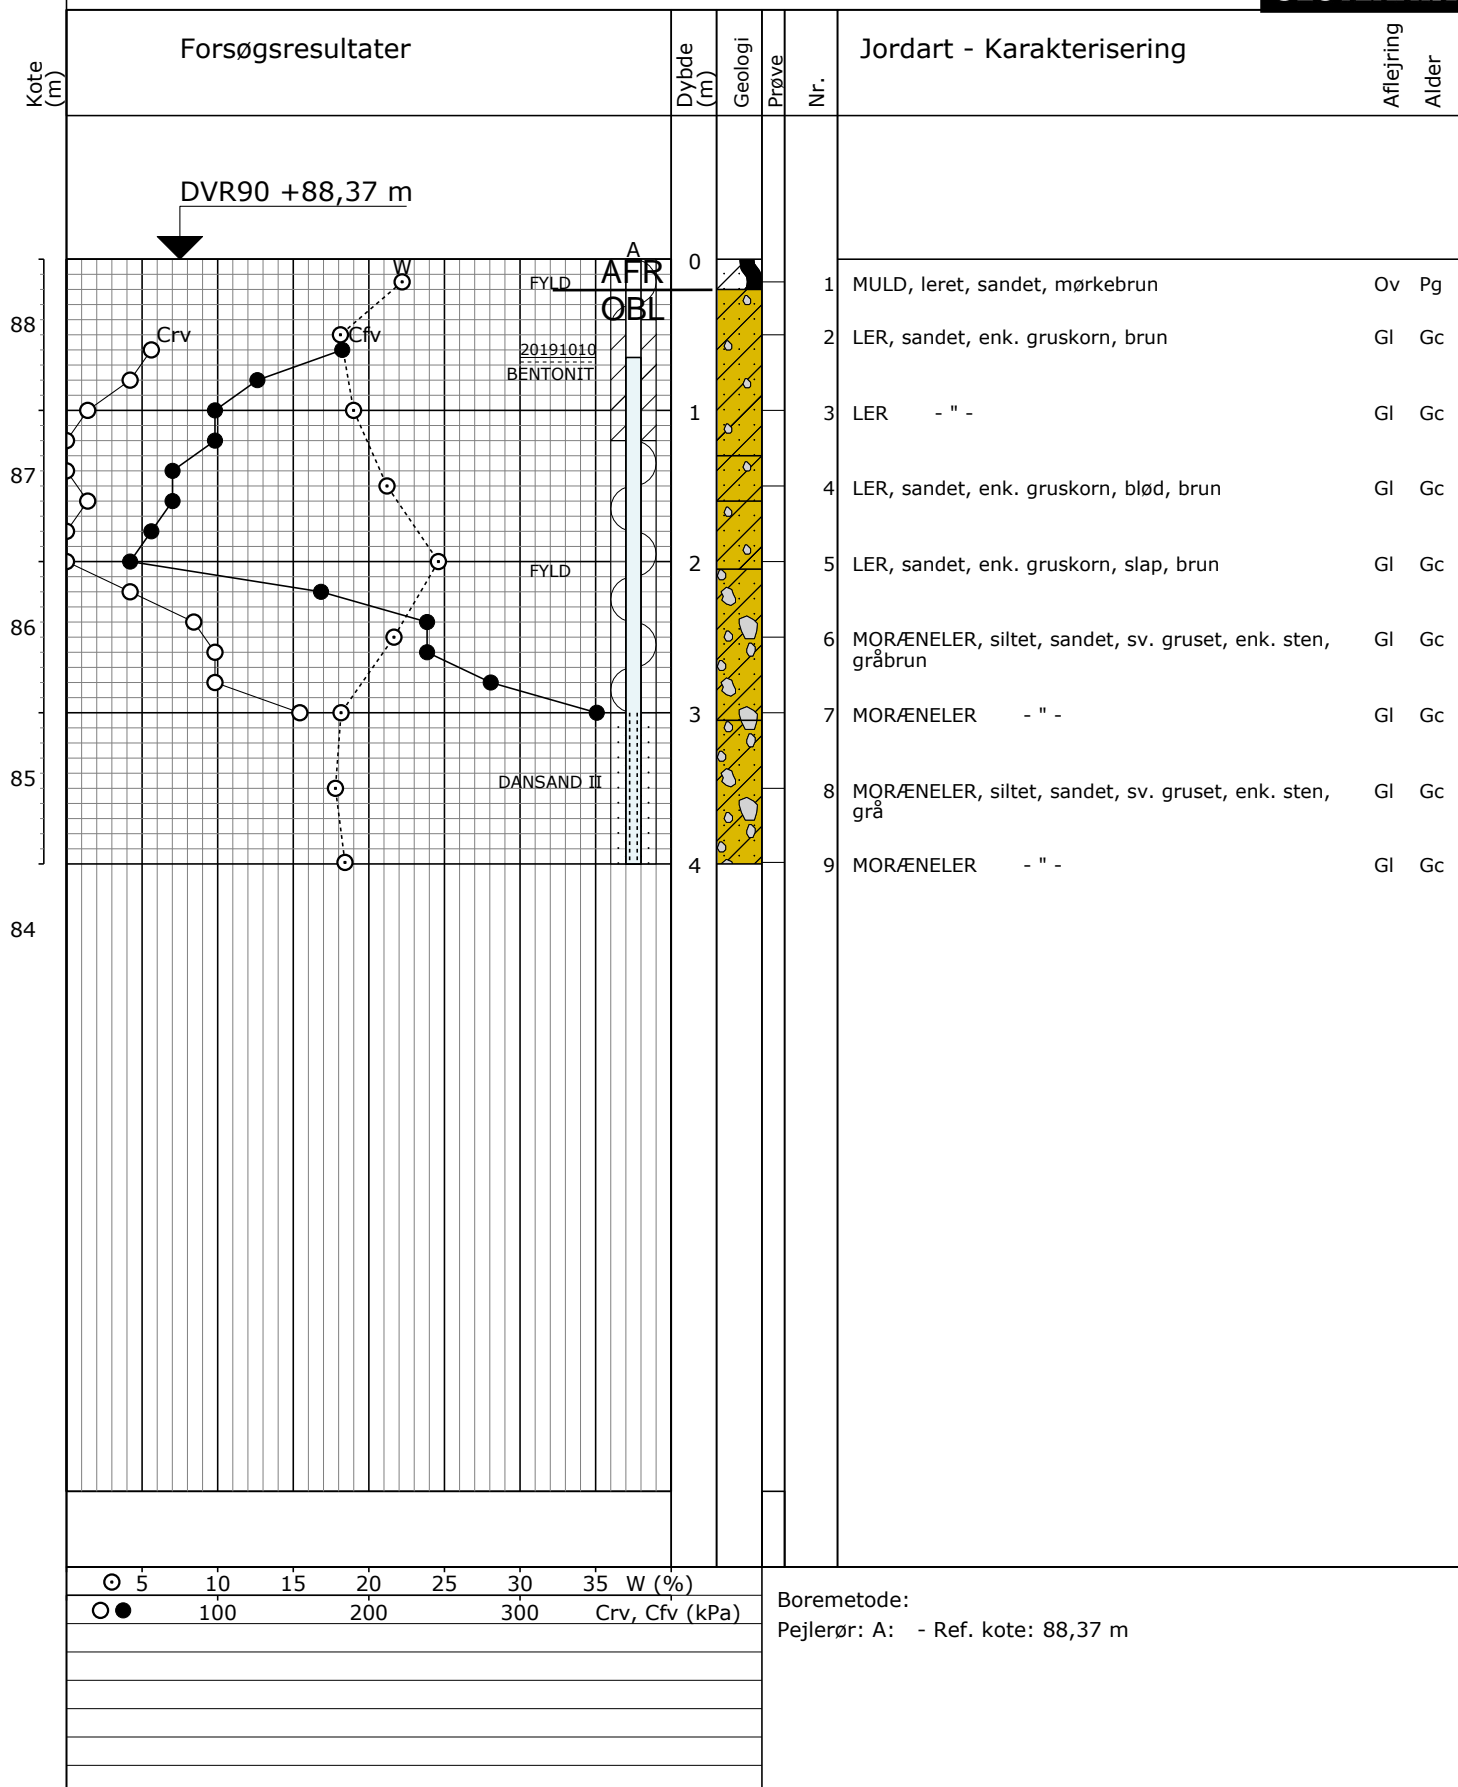 Kote (m)
Forsøgsresultater
Dybde (m)
Geologi
Prøve
Nr.
Jordart - Karakterisering
Aflejring
Alder
DVR90 +88,37 m
A
W
AFR
FYLD
0
1 MULD, leret, sandet, mørkebrun Ov Pg
OBL
88
Crv
Cfv
2 LER, sandet, enk. gruskorn, brun Gl Gc
20191010
BENTONIT
1
3 LER - " - Gl Gc
87
4 LER, sandet, enk. gruskorn, blød, brun Gl Gc
FYLD
2
5 LER, sandet, enk. gruskorn, slap, brun Gl Gc
86
6 MORÆNELER, siltet, sandet, sv. gruset, enk. sten, Gl Gc
gråbrun
3
7 MORÆNELER - " - Gl Gc
85
DANSAND II
8 MORÆNELER, siltet, sandet, sv. gruset, enk. sten, Gl Gc
grå
4
9 MORÆNELER - " - Gl Gc
84
5 10 15 20 25 30 35 W (%)
100 200 300 Crv, Cfv (kPa)
Boremetode:
Pejlerør: A: - Ref. kote: 88,37 m